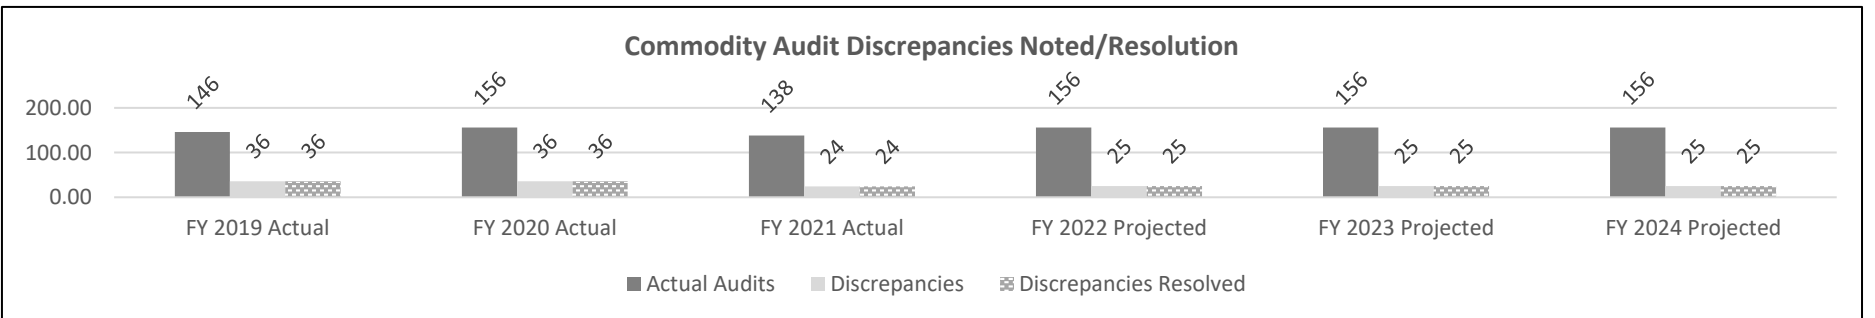 Commodity Audit Discrepancies Noted/Resolution
146
156
138
156
156
156
200.00
36 36 36 36 24 24 25 25 25 25 25 25
100.00
0.00
FY 2019 Actual FY 2020 Actual FY 2021 Actual FY 2022 Projected FY 2023 Projected FY 2024 Projected
Actual Audits Discrepancies Discrepancies Resolved